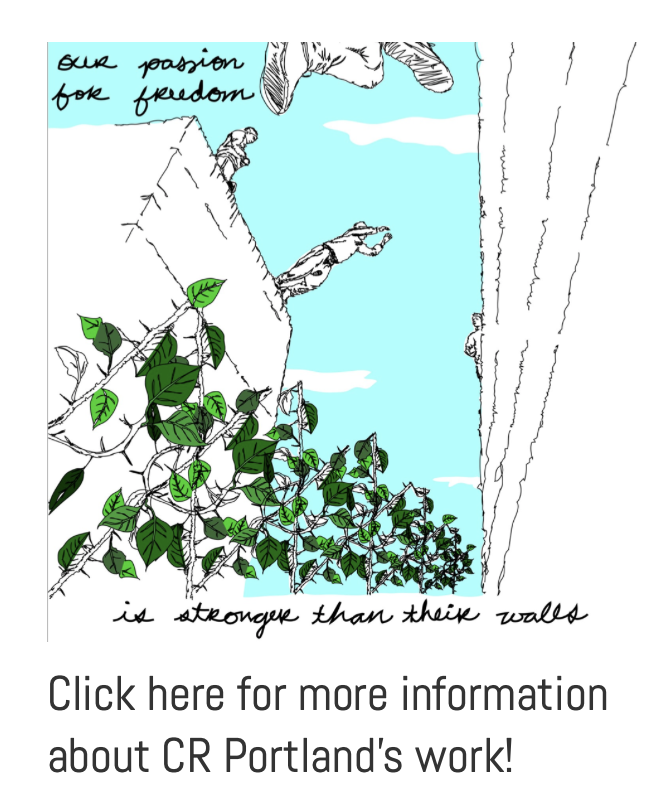 our passion
for freedom
is stronger than their walls
Click here for more information
about CR Portland's work!